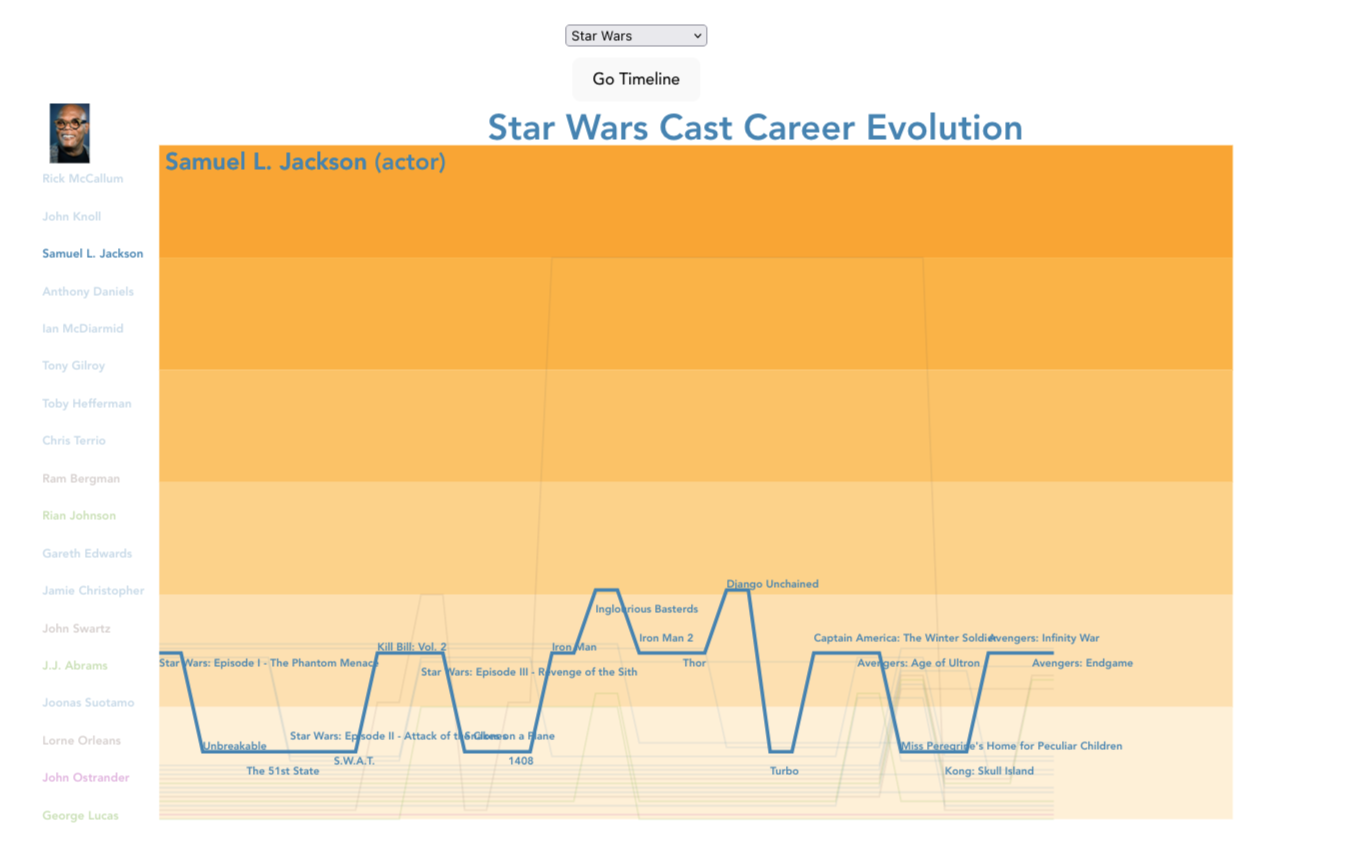 Star Wars
Go Timeline
Star Wars Cast Career Evolution
Samuel L. Jackson (actor)
Rick McCallum
John Knoll
Samuel L. Jackson
Anthony Daniels
Ian McDiarmid
Tony Gilroy
Toby Hefferman
Chris Terrio
Ram Bergman
Rian Johnson
Gareth Edwards
Jamie Christopher
John Swartz
J.J. Abrams
Joonas Suotamo
Lorne Orleans
John Ostrander
George Lucas
Star Wars: Episode I - The Phantom Menace
Unbreakable
The 51st State
Star Wars: Episode II - Attack of the Clones
S.W.A.T.
Kill Bill: Vol. 2
Star Wars: Episode III - Revenge of the Sith
Snakes on a Plane
1408
Iron Man
Inglourious Basterds
Iron Man 2
Thor
Django Unchained
Turbo
Captain America: The Winter Soldier
Avengers: Age of Ultron
Miss Peregrine's Home for Peculiar Children
Kong: Skull Island
Avengers: Infinity War
Avengers: Endgame